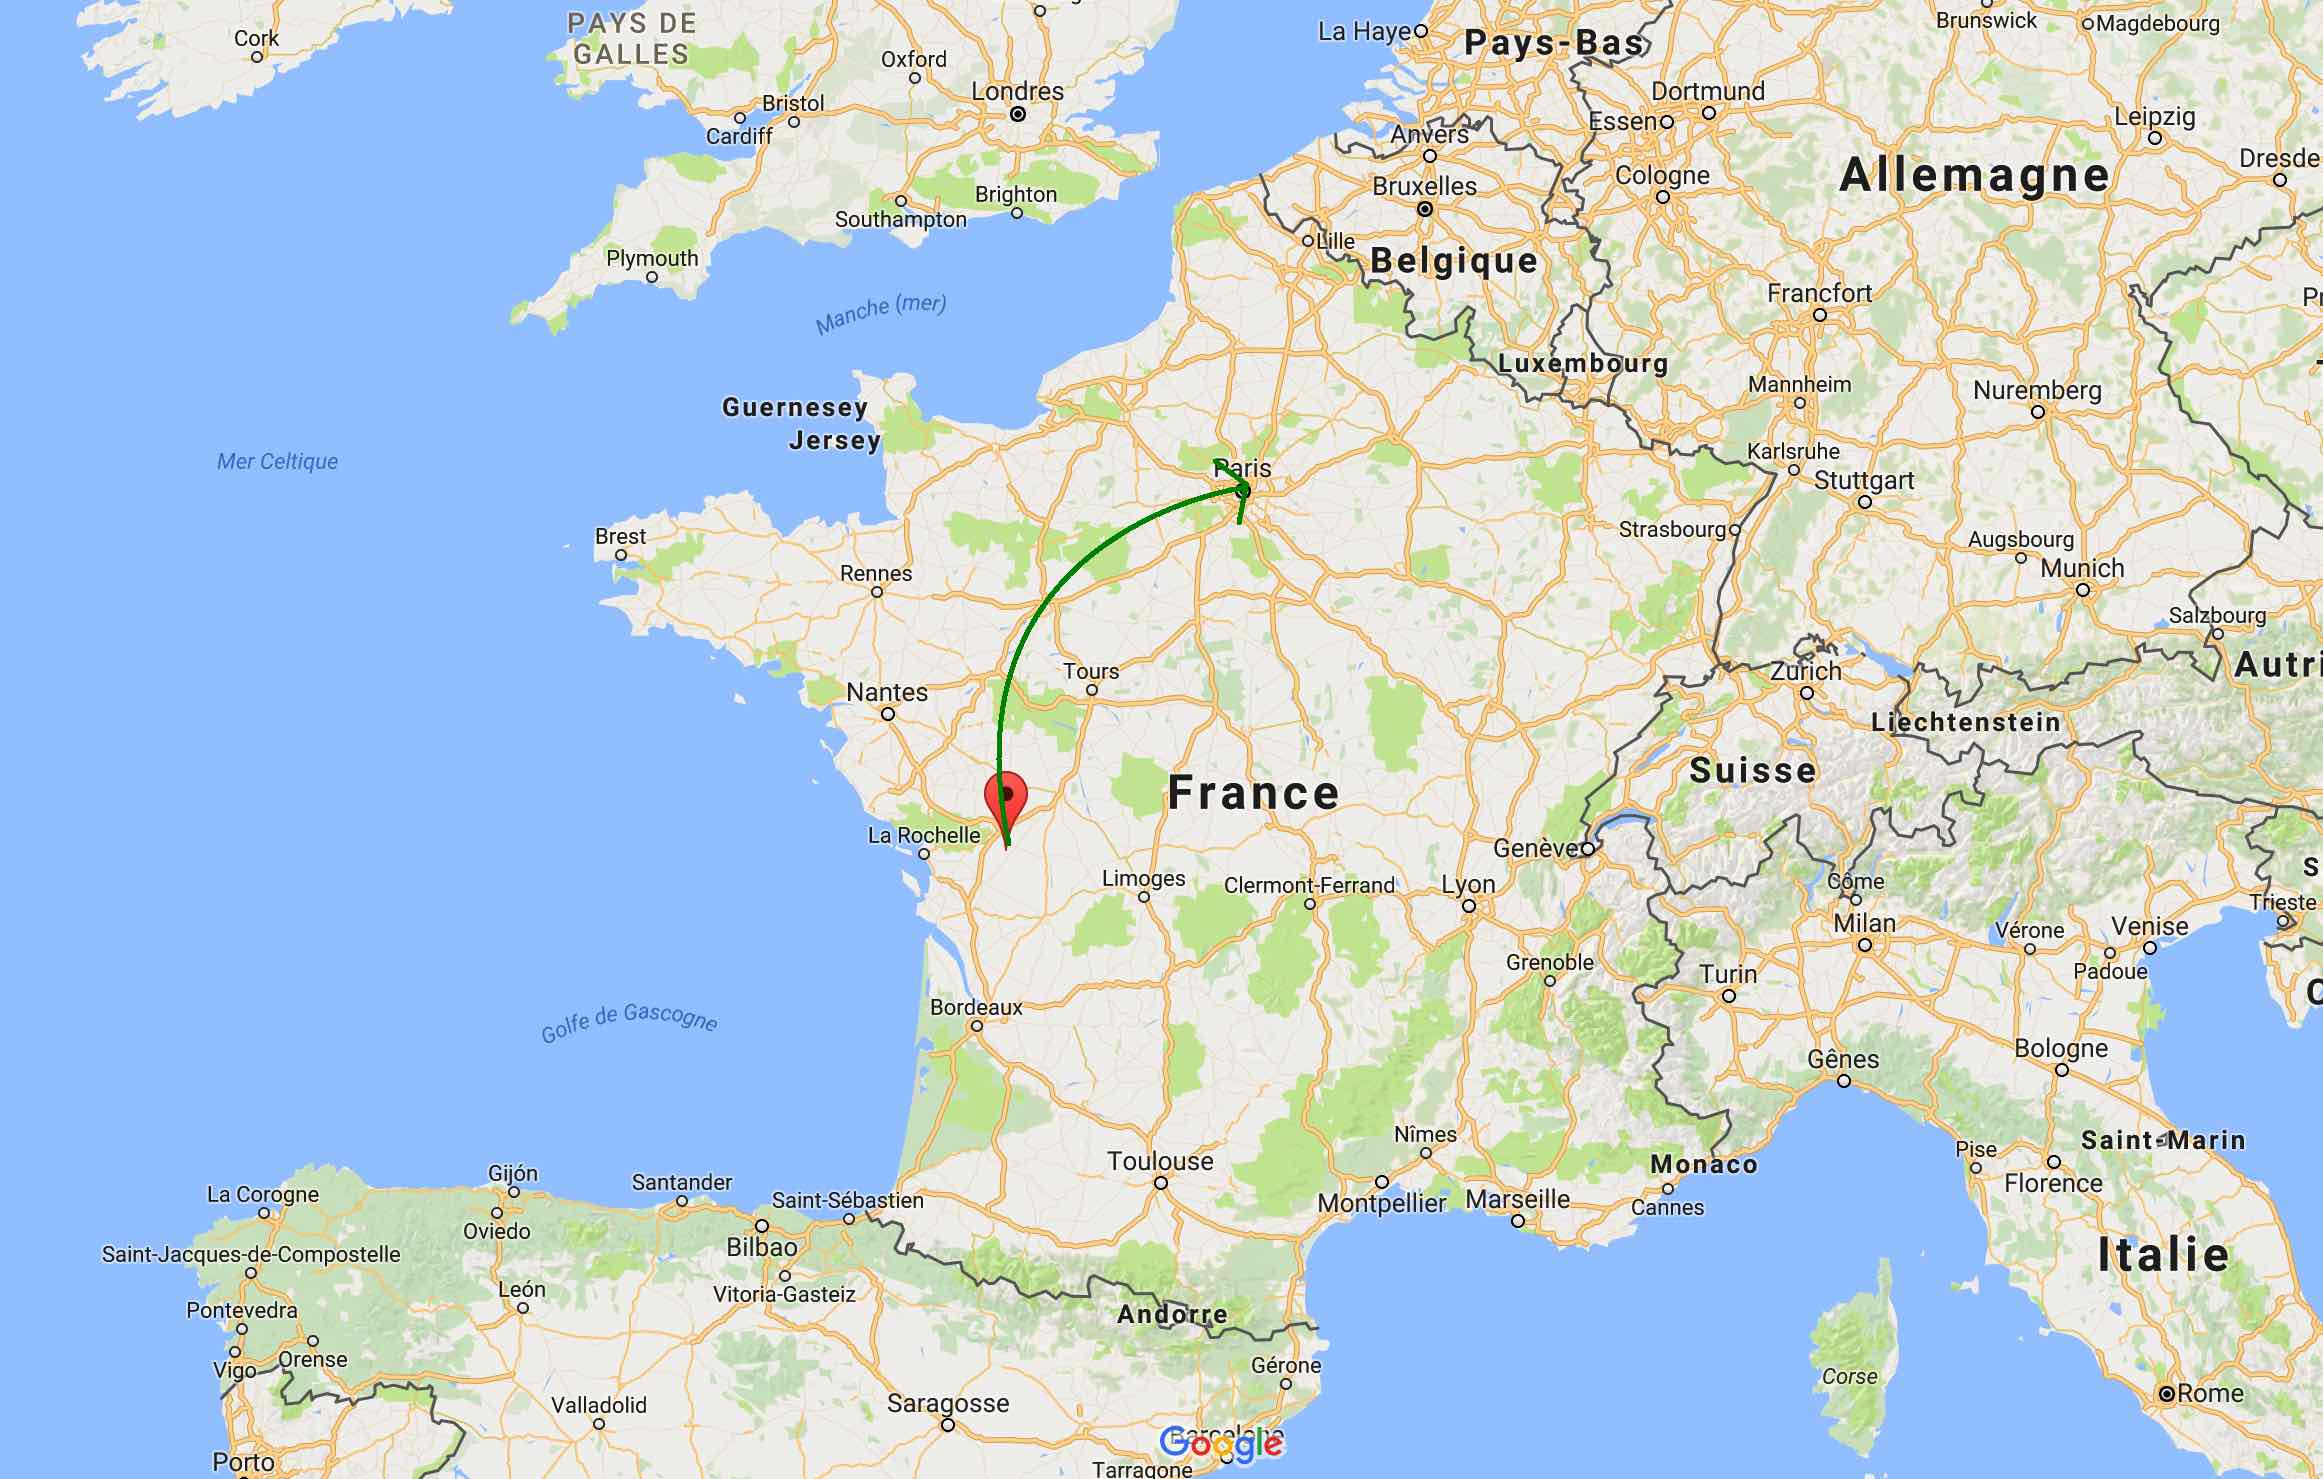 Cork
PAYS DE
GALLES
Oxford
Londres
Bristol
Cardiff
Brighton
Southampton
Plymouth
Manche (mer)
La Haye
Pays-Bas
Brunswick
Magdebourg
Dortmund
Essen
Leipzig
Anvers
Dresde
Cologne
Allemagne
Bruxelles
Lille
Belgique
Francfort
Luxembourg
Mannheim
Nuremberg
Guernesey
Jersey
Mer Celtique
Karlsruhe
Paris
Stuttgart
Strasbourg
Brest
Augsbourg
Munich
Rennes
Salzbourg
Tours
Zurich
Autri
Nantes
Liechtenstein
Suisse
France
La Rochelle
Genève
Limoges
Clermont-Ferrand
Lyon
Côme
Trieste
Milan
Vérone
Venise
Grenoble
Turin
Padoue
Bordeaux
Golfe de Gascogne
Bologne
Gênes
Nîmes
Saint-Marin
Pise
Toulouse
Monaco
Florence
Gijón
Santander
La Corogne
Saint-Sébastien
Montpellier
Marseille
Cannes
Oviedo
Bilbao
Saint-Jacques-de-Compostelle
Italie
León
Vitoria-Gasteiz
Pontevedra
Andorre
Orense
Vigo
Gérone
Corse
Rome
Valladolid
Saragosse
Barcelone
Google
Porto
Tarragone